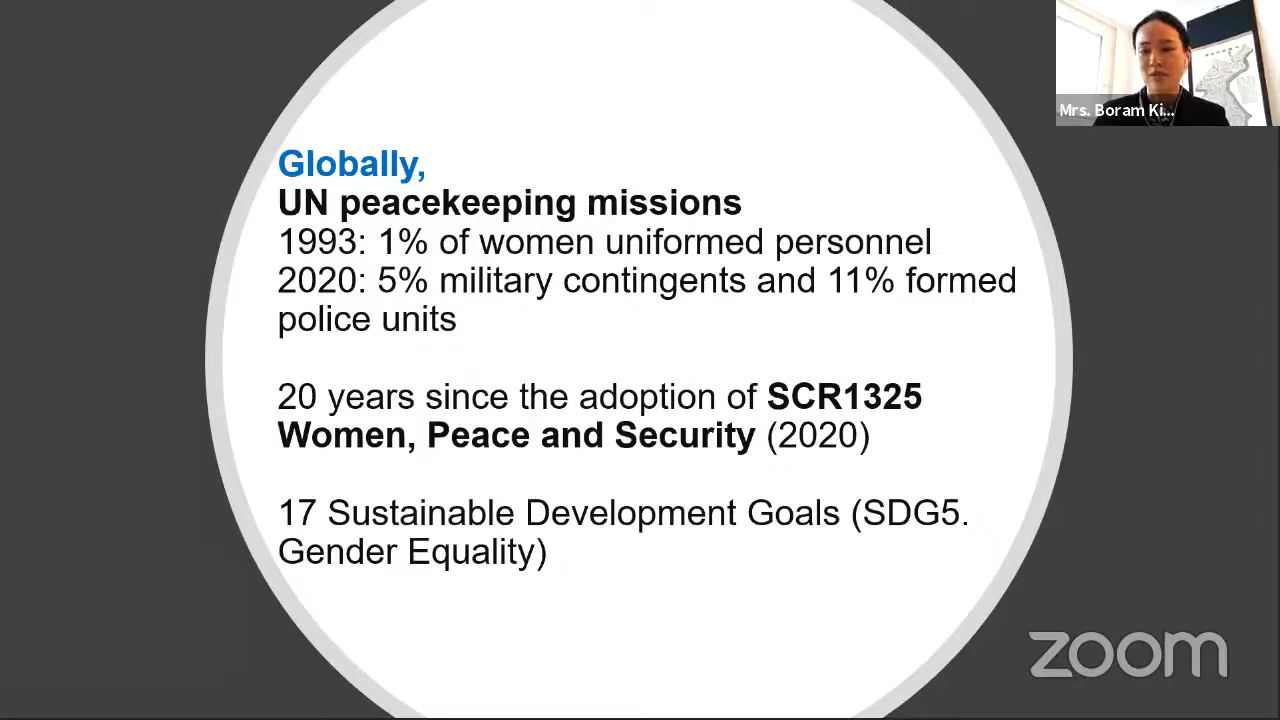 Mrs. Boram Ki...
Globally,
UN peacekeeping missions
1993: 1% of women uniformed personnel
2020: 5% military contingents and 11% formed
police units
20 years since the adoption of SCR1325
Women, Peace and Security (2020)
17 Sustainable Development Goals (SDG5.
Gender Equality)
zoom